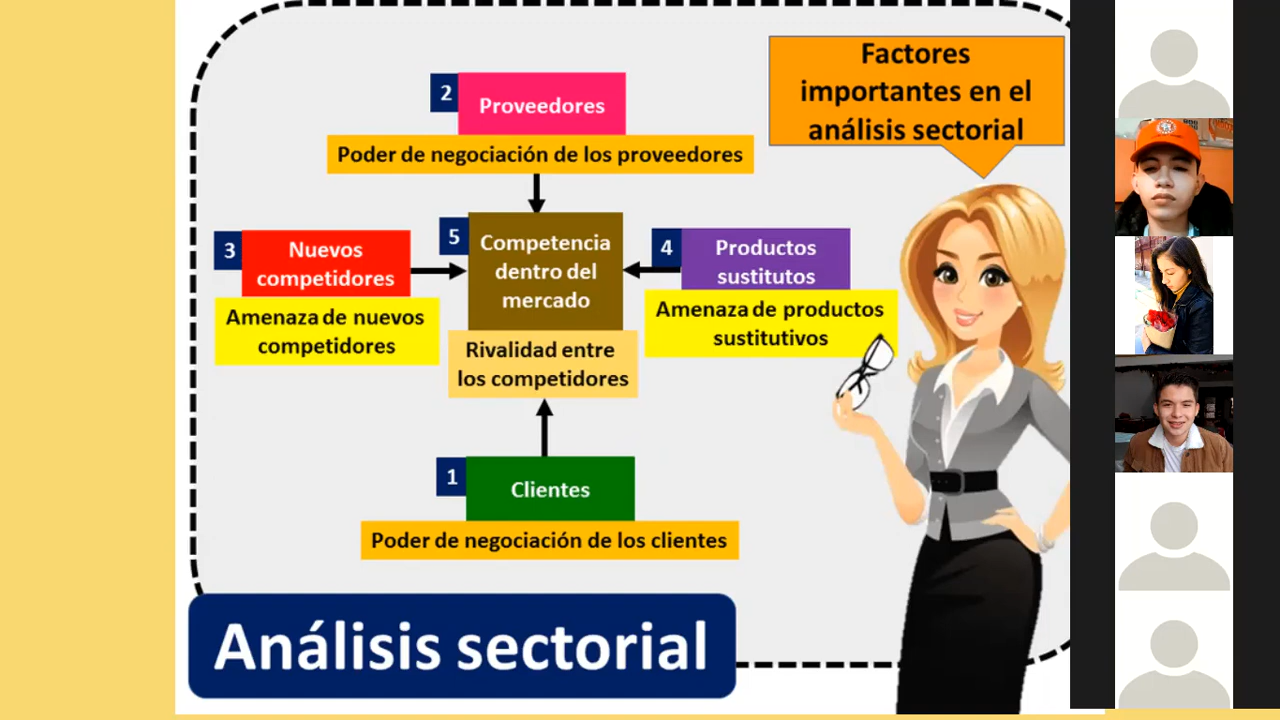 Factores
importantes en el
análisis sectorial
2
Proveedores
Poder de negociación de los proveedores
3
Nuevos
competidores
Amenaza de nuevos
competidores
5
Competencia
dentro del
mercado
Rivalidad entre
los competidores
4
Productos
sustitutos
Amenaza de productos
sustitutivos
1
Clientes
Poder de negociación de los clientes
Análisis sectorial